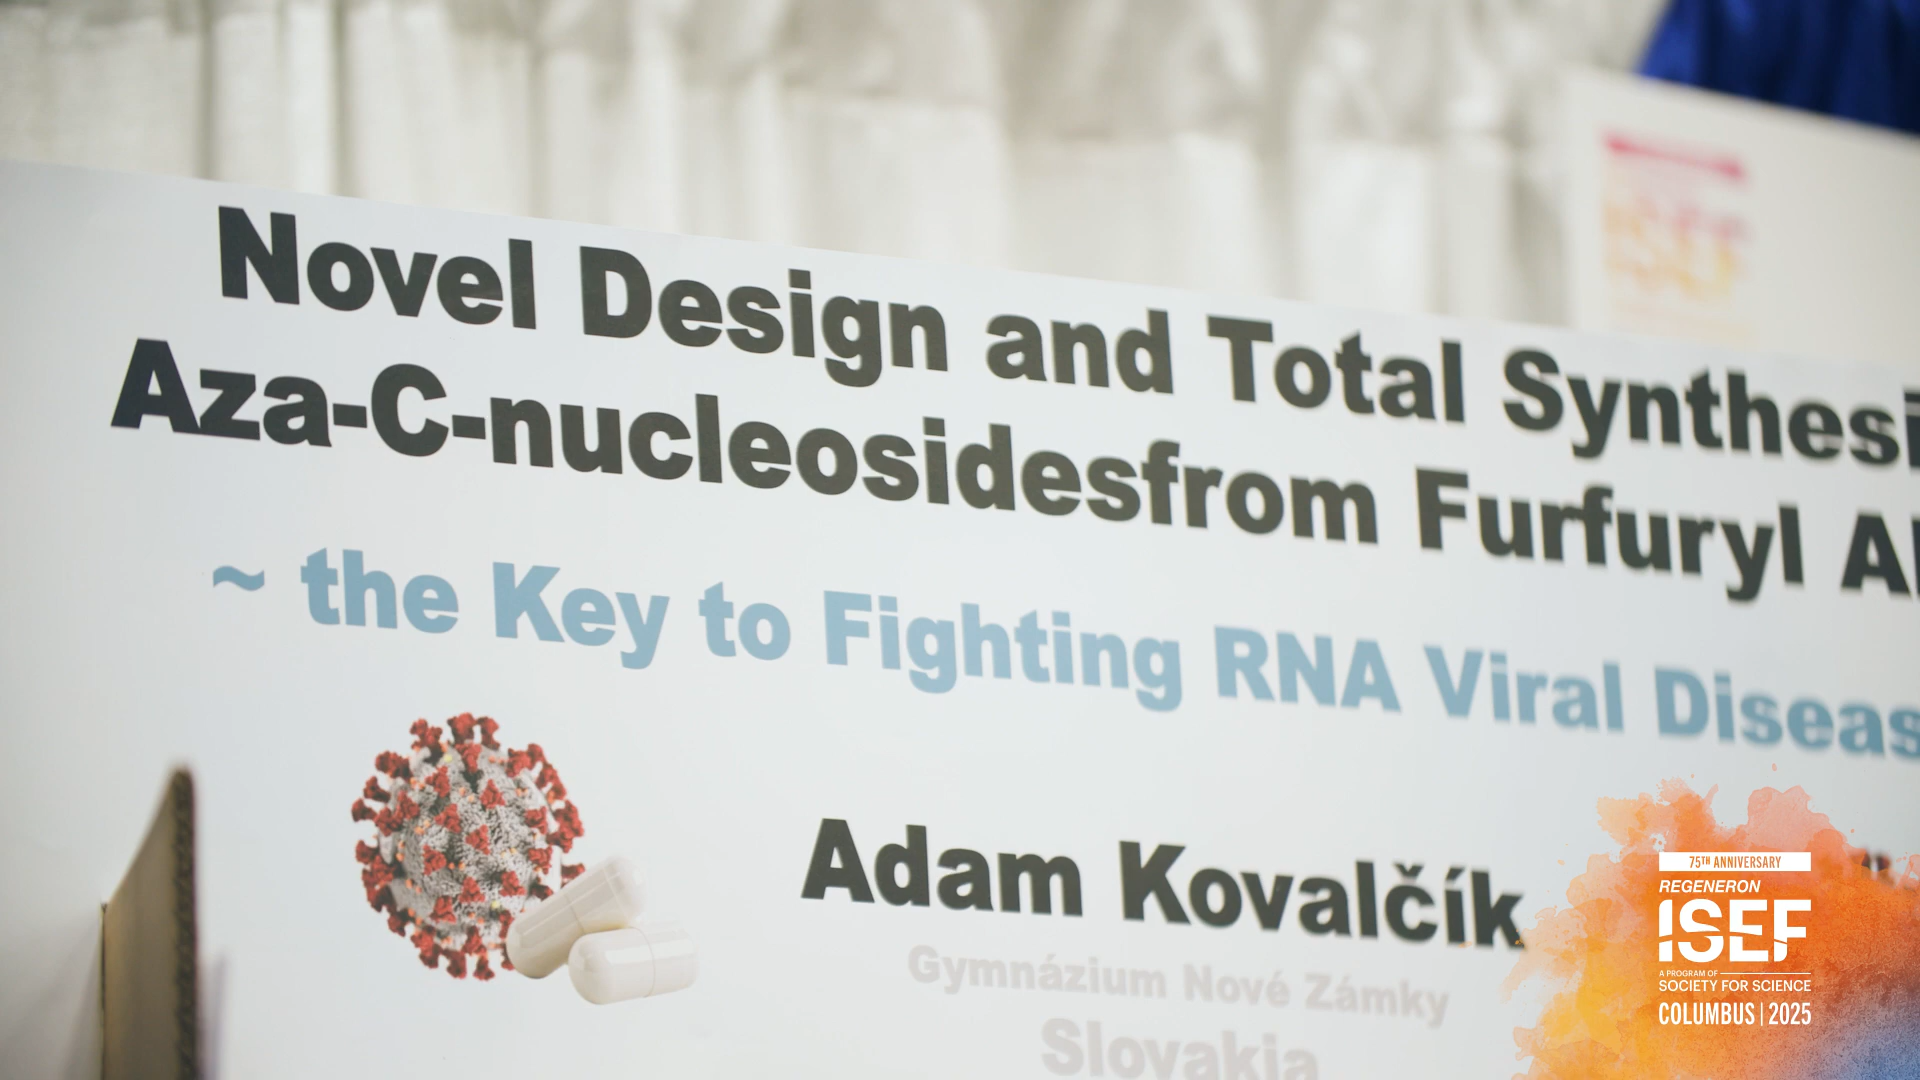 Novel Design and Total Synthesi
Aza-C-nucleosidesfrom Furfuryl Al
~ the Key to Fighting RNA Viral Diseas
Adam Kovalčík
Gymnázium Nové Zámky
Slovakia
75TH ANNIVERSARY
REGENERON
ISEF
A PROGRAM OF
SOCIETY FOR SCIENCE
COLUMBUS | 2025